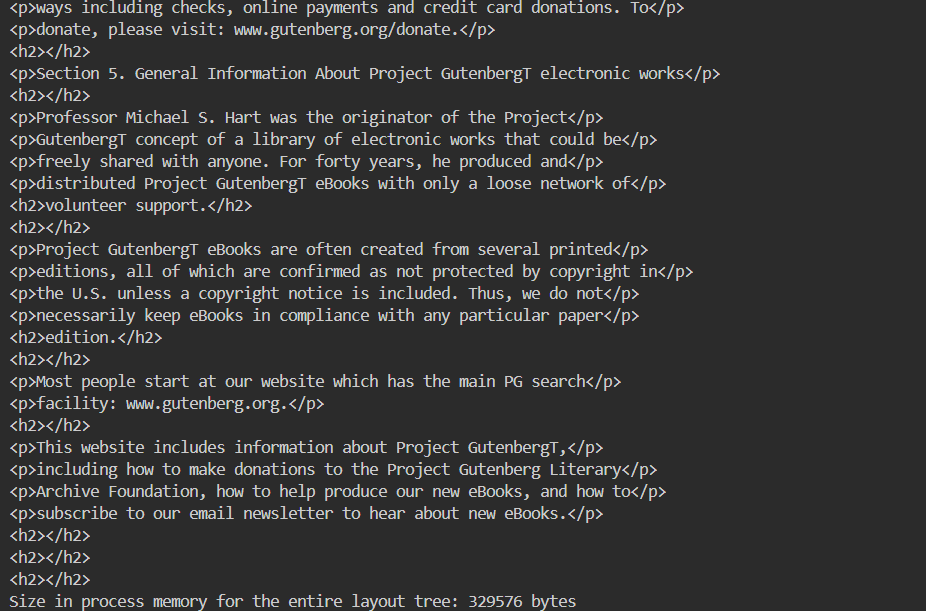 <p>ways including checks, online payments and credit card donations. To</p>
<p>donate, please visit: www.gutenberg.org/donate.</p>
<h2></h2>
<p>Section 5. General Information About Project GutenbergT electronic works</p>
<h2></h2>
<p>Professor Michael S. Hart was the originator of the Project</p>
<p>GutenbergT concept of a library of electronic works that could be</p>
<p>freely shared with anyone. For forty years, he produced and</p>
<p>distributed Project GutenbergT eBooks with only a loose network of</p>
<h2>volunteer support.</h2>
<h2></h2>
<p>Project GutenbergT eBooks are often created from several printed</p>
<p>editions, all of which are confirmed as not protected by copyright in</p>
<p>the U.S. unless a copyright notice is included. Thus, we do not</p>
<p>necessarily keep eBooks in compliance with any particular paper</p>
<h2>edition.</h2>
<h2></h2>
<p>Most people start at our website which has the main PG search</p>
<p>facility: www.gutenberg.org.</p>
<h2></h2>
<p>This website includes information about Project GutenbergT,</p>
<p>including how to make donations to the Project Gutenberg Literary</p>
<p>Archive Foundation, how to help produce our new eBooks, and how to</p>
<p>subscribe to our email newsletter to hear about new eBooks.</p>
<h2></h2>
<h2></h2>
<h2></h2>
Size in process memory for the entire layout tree: 329576 bytes